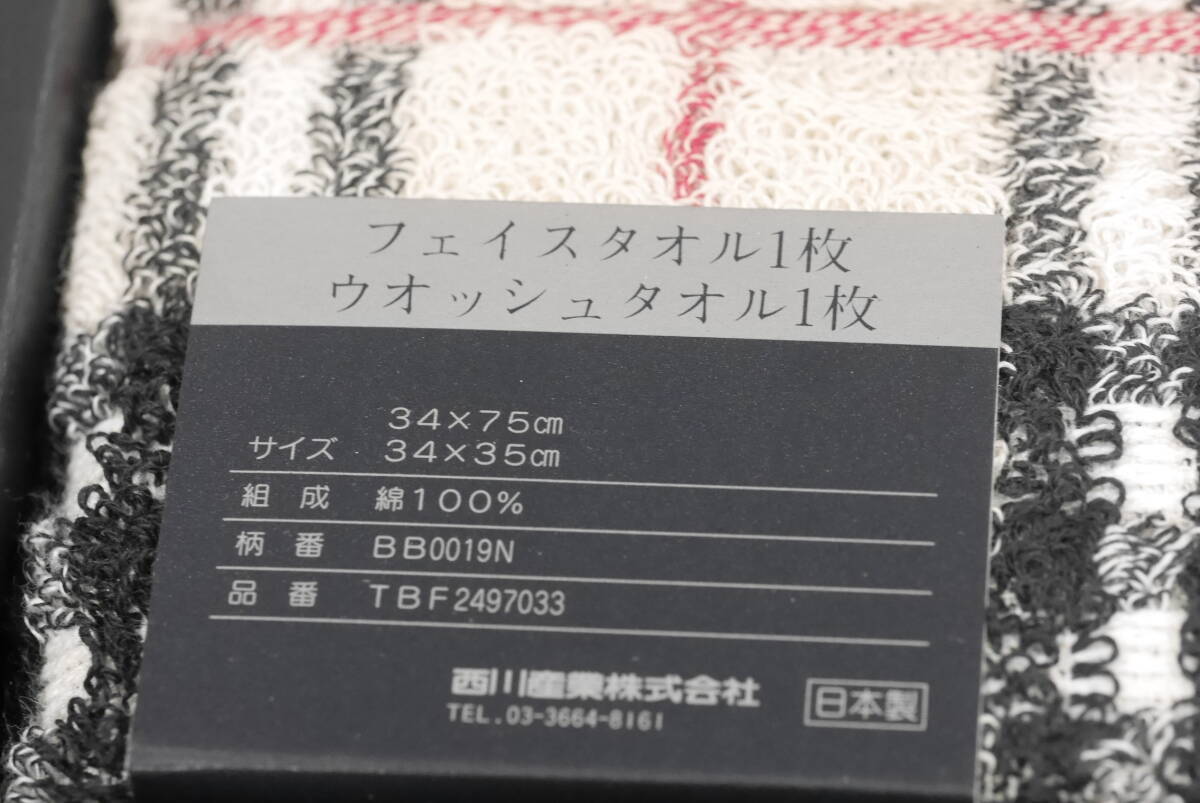 フェイスタオル1枚
ウオッシュタオル1枚
34×75㎝
サイズ 34×35㎝
組 成 綿100%
柄 番 BB0019N
品 番 TBF2497033
西川産業株式会社
TEL.03-3664-8161
日本製